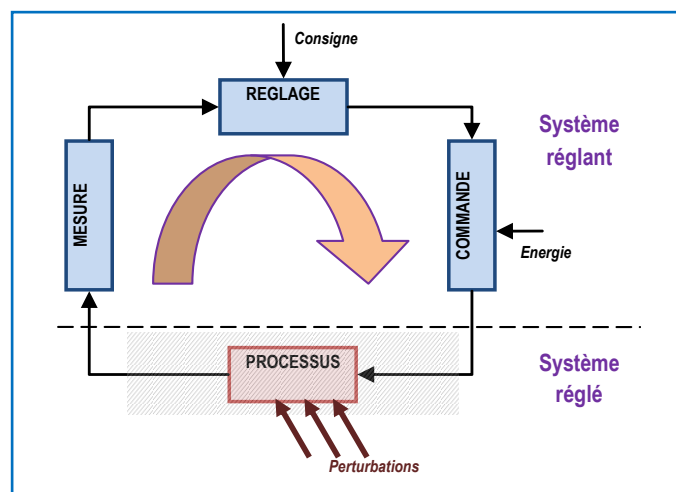 Consigne
REGLAGE
Système
réglant
MESURE
COMMANDE
Energie
PROCESSUS
Système
réglé
Perturbations